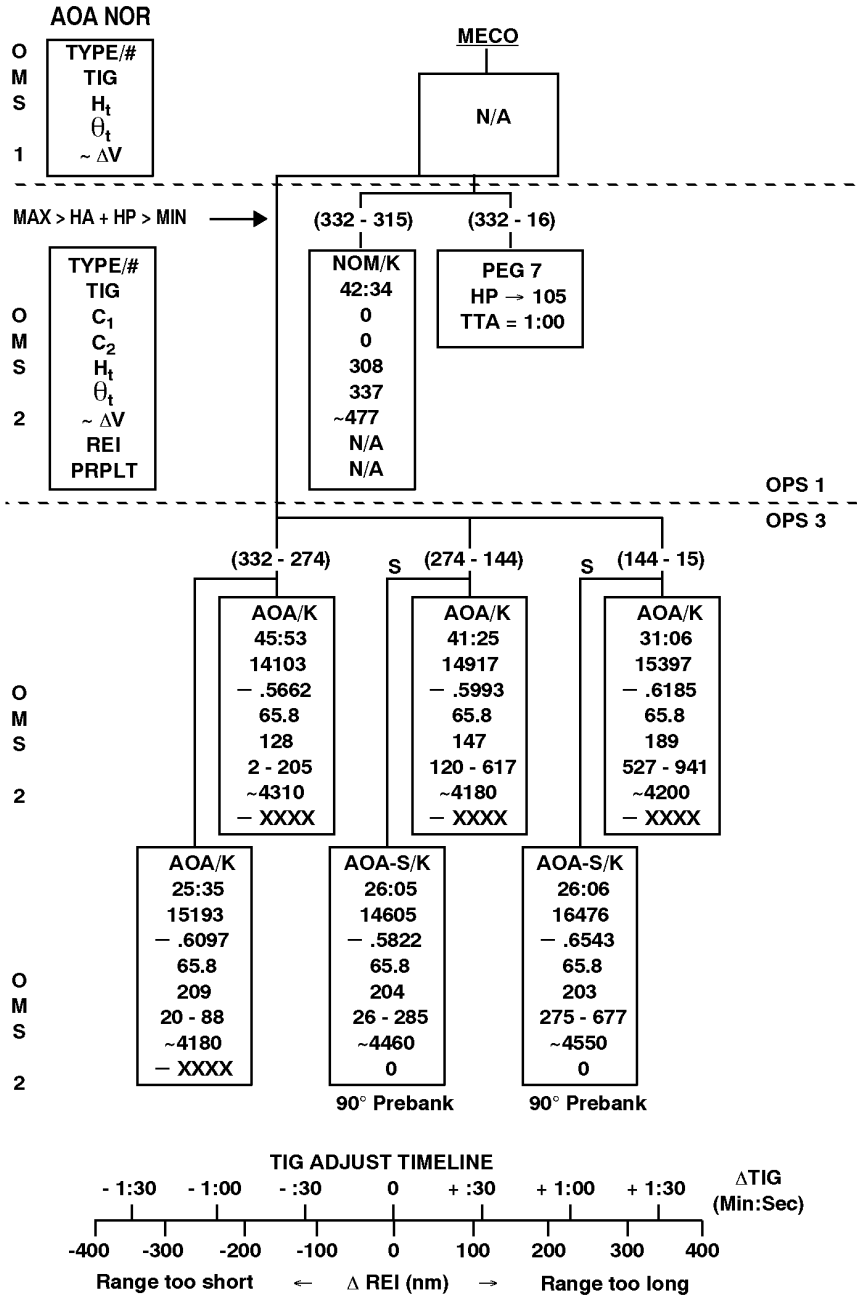 AOA NOR
MECO
O
M
S
1
TYPE/#
TIG
Ht
θt
~ ΔV
N/A
MAX > HA + HP > MIN
(332 - 315)
(332 - 16)
O
M
S
2
TYPE/#
TIG
C1
C2
Ht
θt
~ ΔV
REI
PRPLT
NOM/K
42:34
0
0
308
337
~477
N/A
N/A
PEG 7
HP → 105
TTA = 1:00
OPS 1
OPS 3
(332 - 274)
S
(274 - 144)
S
(144 - 15)
O
M
S
2
AOA/K
45:53
14103
– .5662
65.8
128
2 - 205
~4310
– XXXX
AOA/K
41:25
14917
– .5993
65.8
147
120 - 617
~4180
– XXXX
AOA/K
31:06
15397
– .6185
65.8
189
527 - 941
~4200
– XXXX
O
M
S
2
AOA/K
25:35
15193
– .6097
65.8
209
20 - 88
~4180
– XXXX
AOA-S/K
26:05
14605
– .5822
65.8
204
26 - 285
~4460
0
90° Prebank
AOA-S/K
26:06
16476
– .6543
65.8
203
275 - 677
~4550
0
90° Prebank
TIG ADJUST TIMELINE
- 1:30 - 1:00 - :30 0 + :30 + 1:00 + 1:30
ΔTIG
(Min:Sec)
-400 -300 -200 -100 0 100 200 300 400
Range too short ← Δ REI (nm) → Range too long